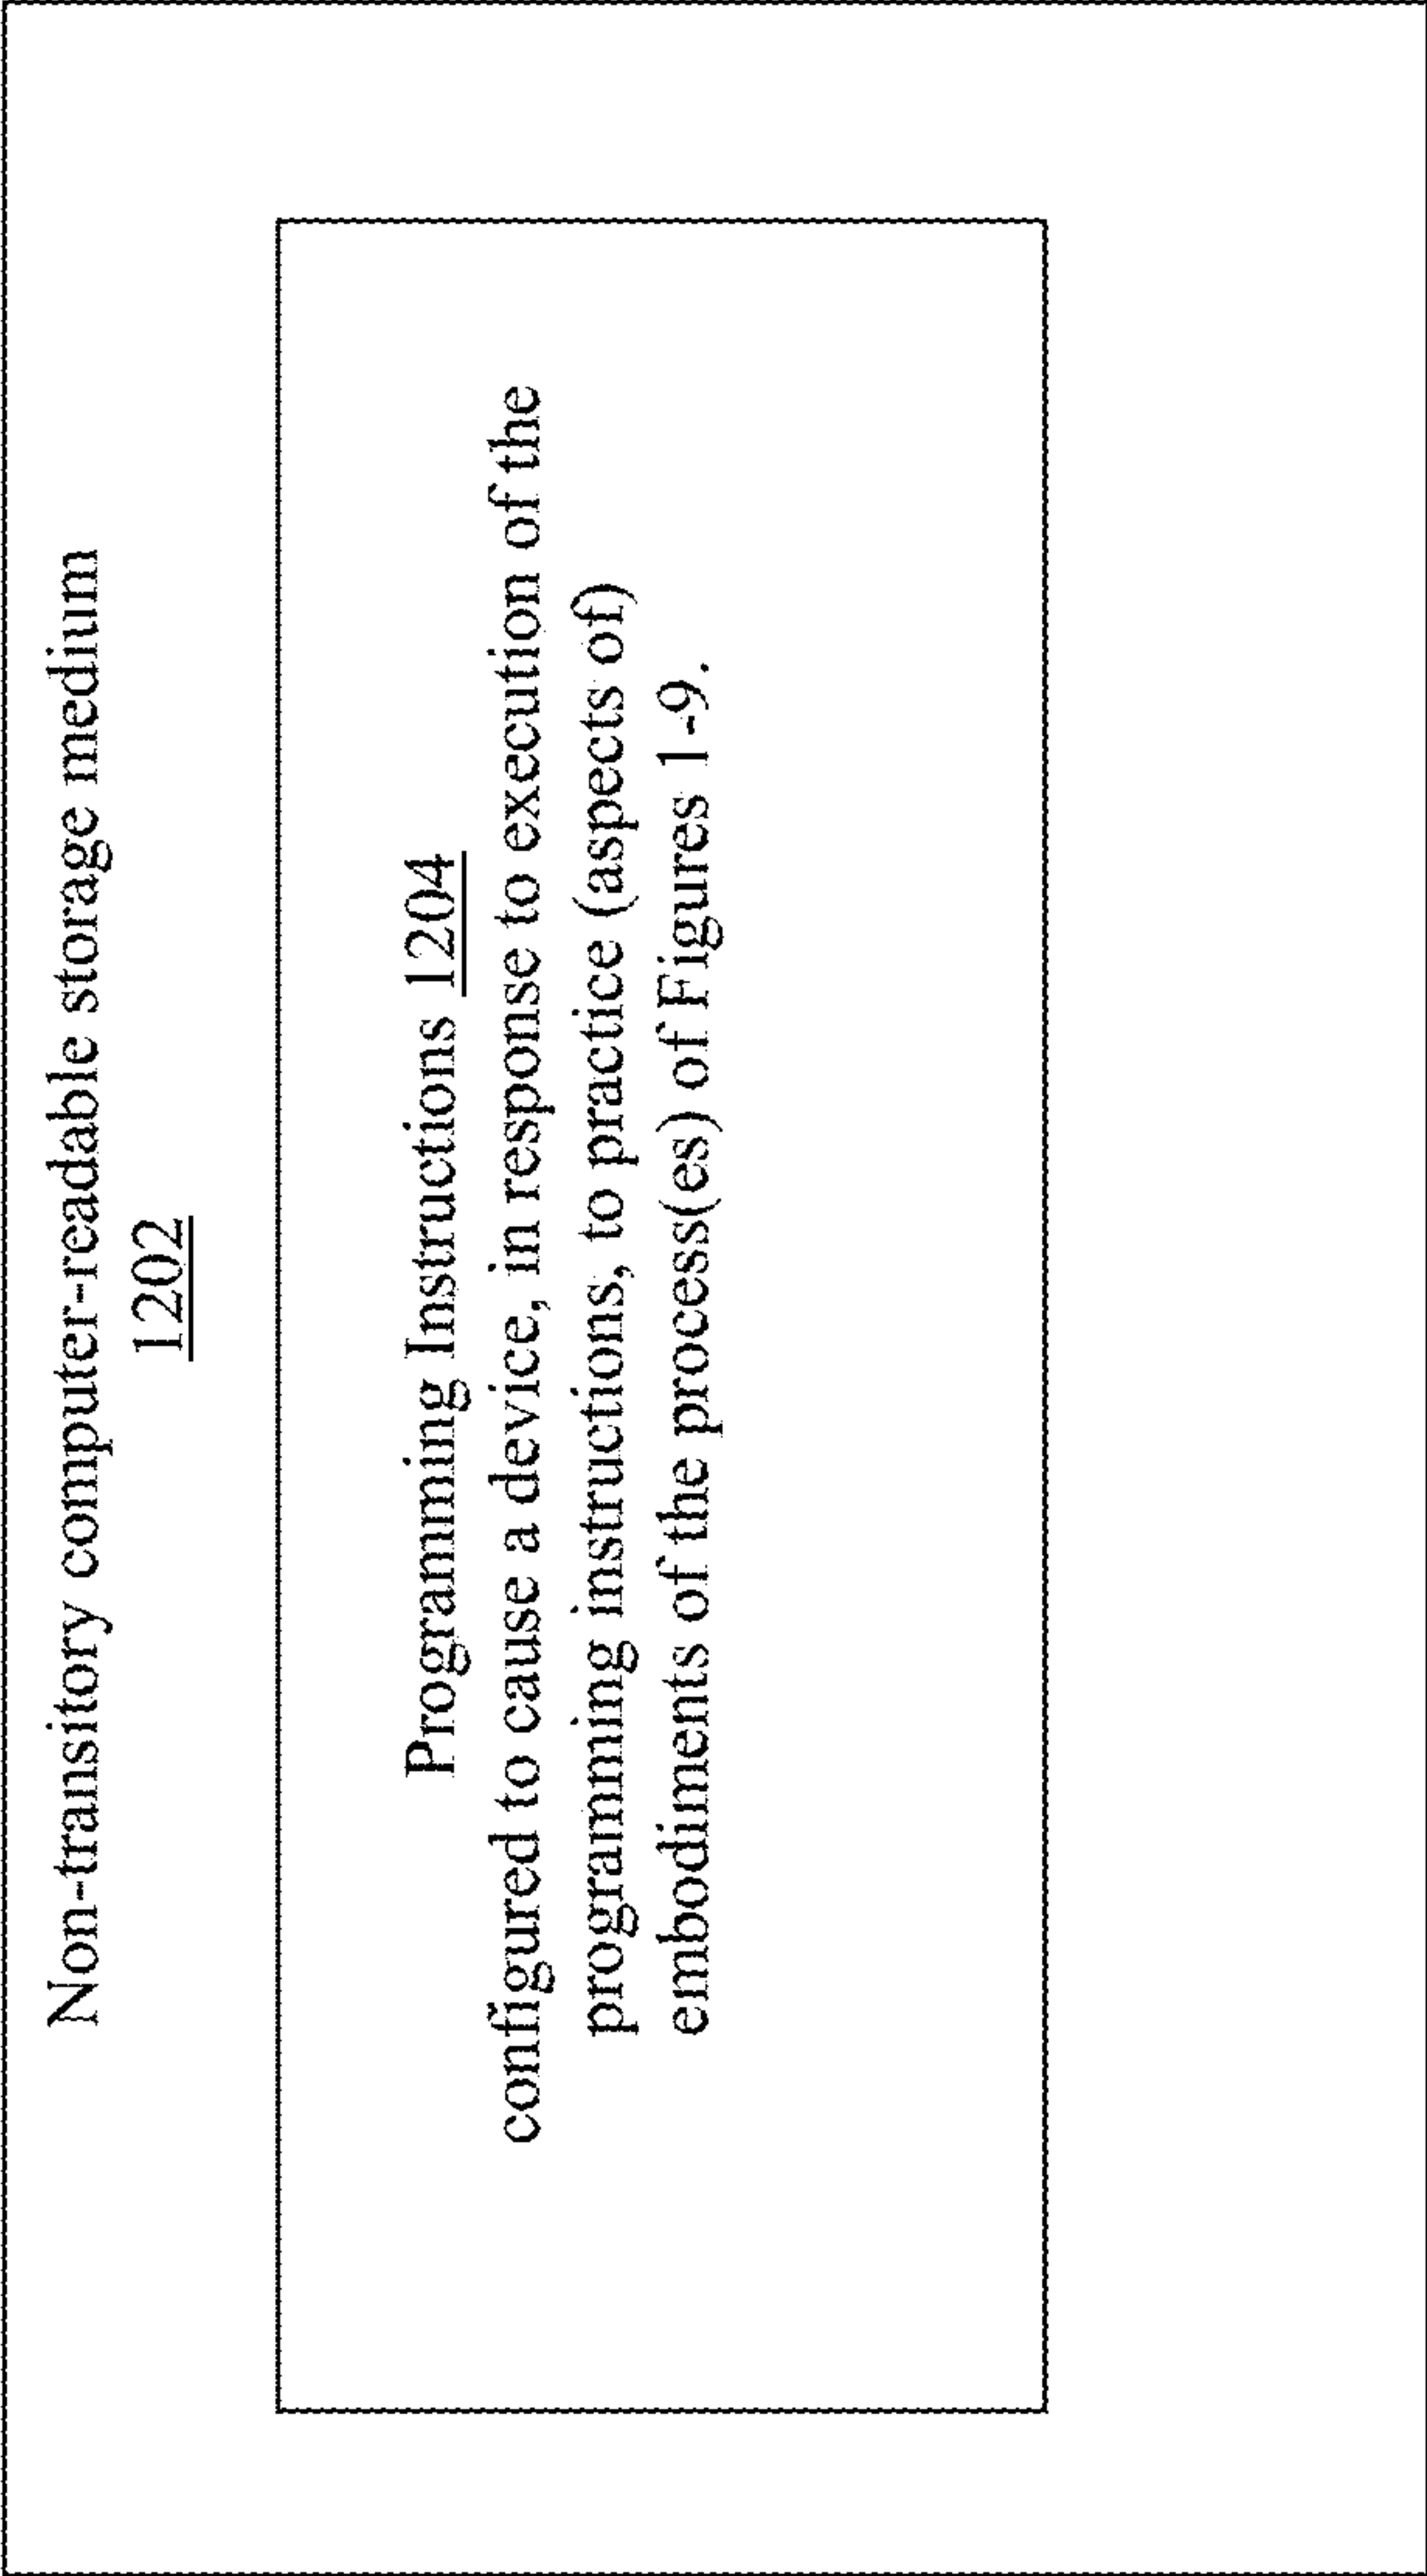 Non-transitory computer-readable storage medium
1202
Programming Instructions 1204
configured to cause a device, in response to execution of the
programming instructions, to practice (aspects of)
embodiments of the process(es) of Figures 1-9.